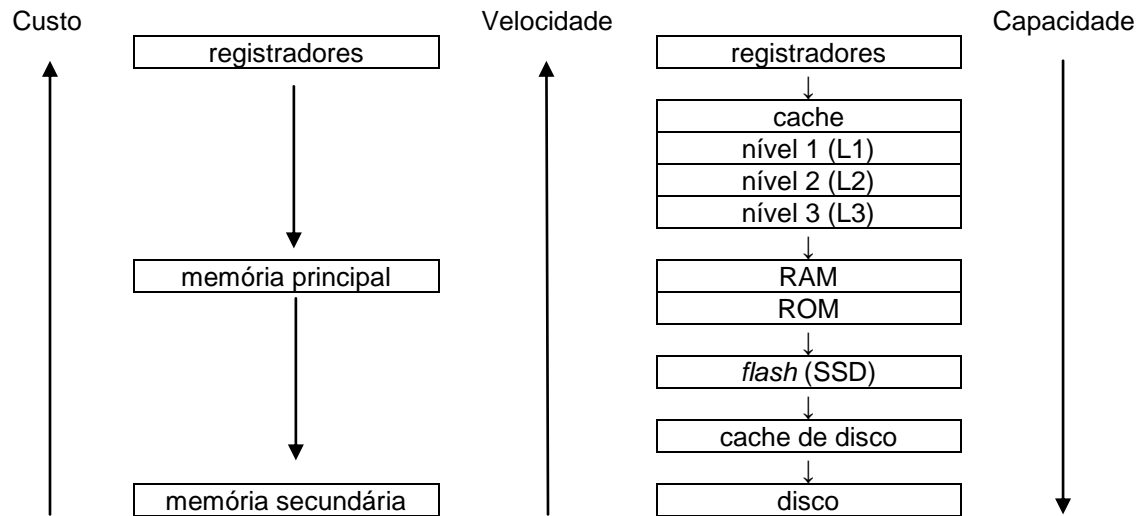 Custo
Velocidade
Capacidade
registradores
registradores
↓
cache
nível 1 (L1)
nível 2 (L2)
nível 3 (L3)
↓
memória principal
RAM
ROM
↓
flash (SSD)
↓
cache de disco
↓
memória secundária
disco